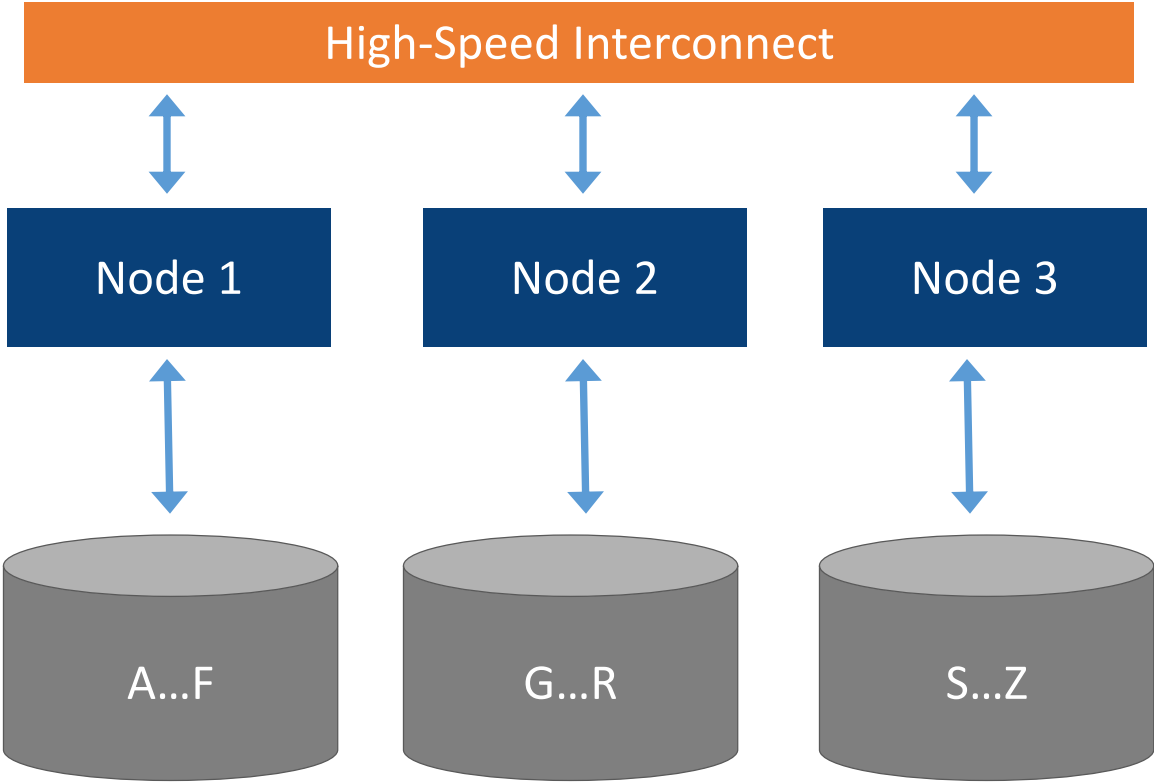 High-Speed Interconnect
Node 1
Node 2
Node 3
A...F
G...R
S...Z